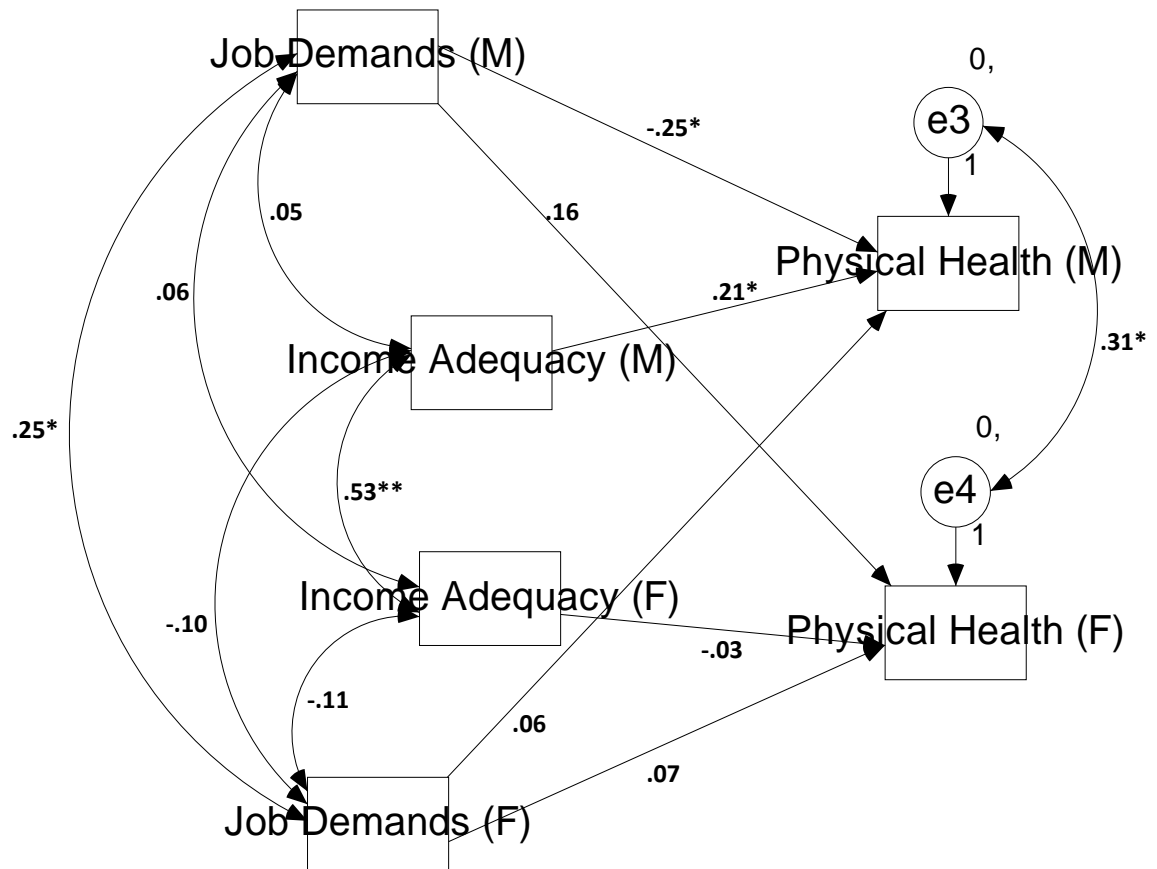 Job Demands (M)
0,
e3
1
-.25*
.05
.16
Physical Health (M)
.06
.21*
.31*
Income Adequacy (M)
.25*
0,
.53**
e4
1
Income Adequacy (F)
-.10
Physical Health (F)
-.03
-.11
.06
.07
Job Demands (F)